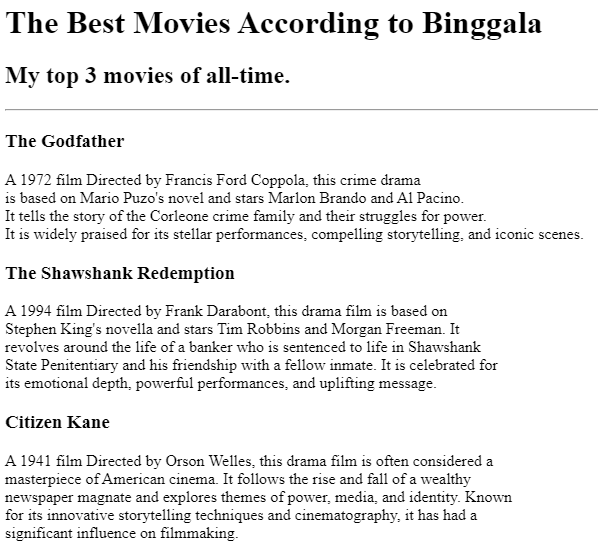 The Best Movies According to Binggala
My top 3 movies of all-time.
The Godfather
A 1972 film Directed by Francis Ford Coppola, this crime drama
is based on Mario Puzo's novel and stars Marlon Brando and Al Pacino.
It tells the story of the Corleone crime family and their struggles for power.
It is widely praised for its stellar performances, compelling storytelling, and iconic scenes.
The Shawshank Redemption
A 1994 film Directed by Frank Darabont, this drama film is based on
Stephen King's novella and stars Tim Robbins and Morgan Freeman. It
revolves around the life of a banker who is sentenced to life in Shawshank
State Penitentiary and his friendship with a fellow inmate. It is celebrated for
its emotional depth, powerful performances, and uplifting message.
Citizen Kane
A 1941 film Directed by Orson Welles, this drama film is often considered a
masterpiece of American cinema. It follows the rise and fall of a wealthy
newspaper magnate and explores themes of power, media, and identity. Known
for its innovative storytelling techniques and cinematography, it has had a
significant influence on filmmaking.